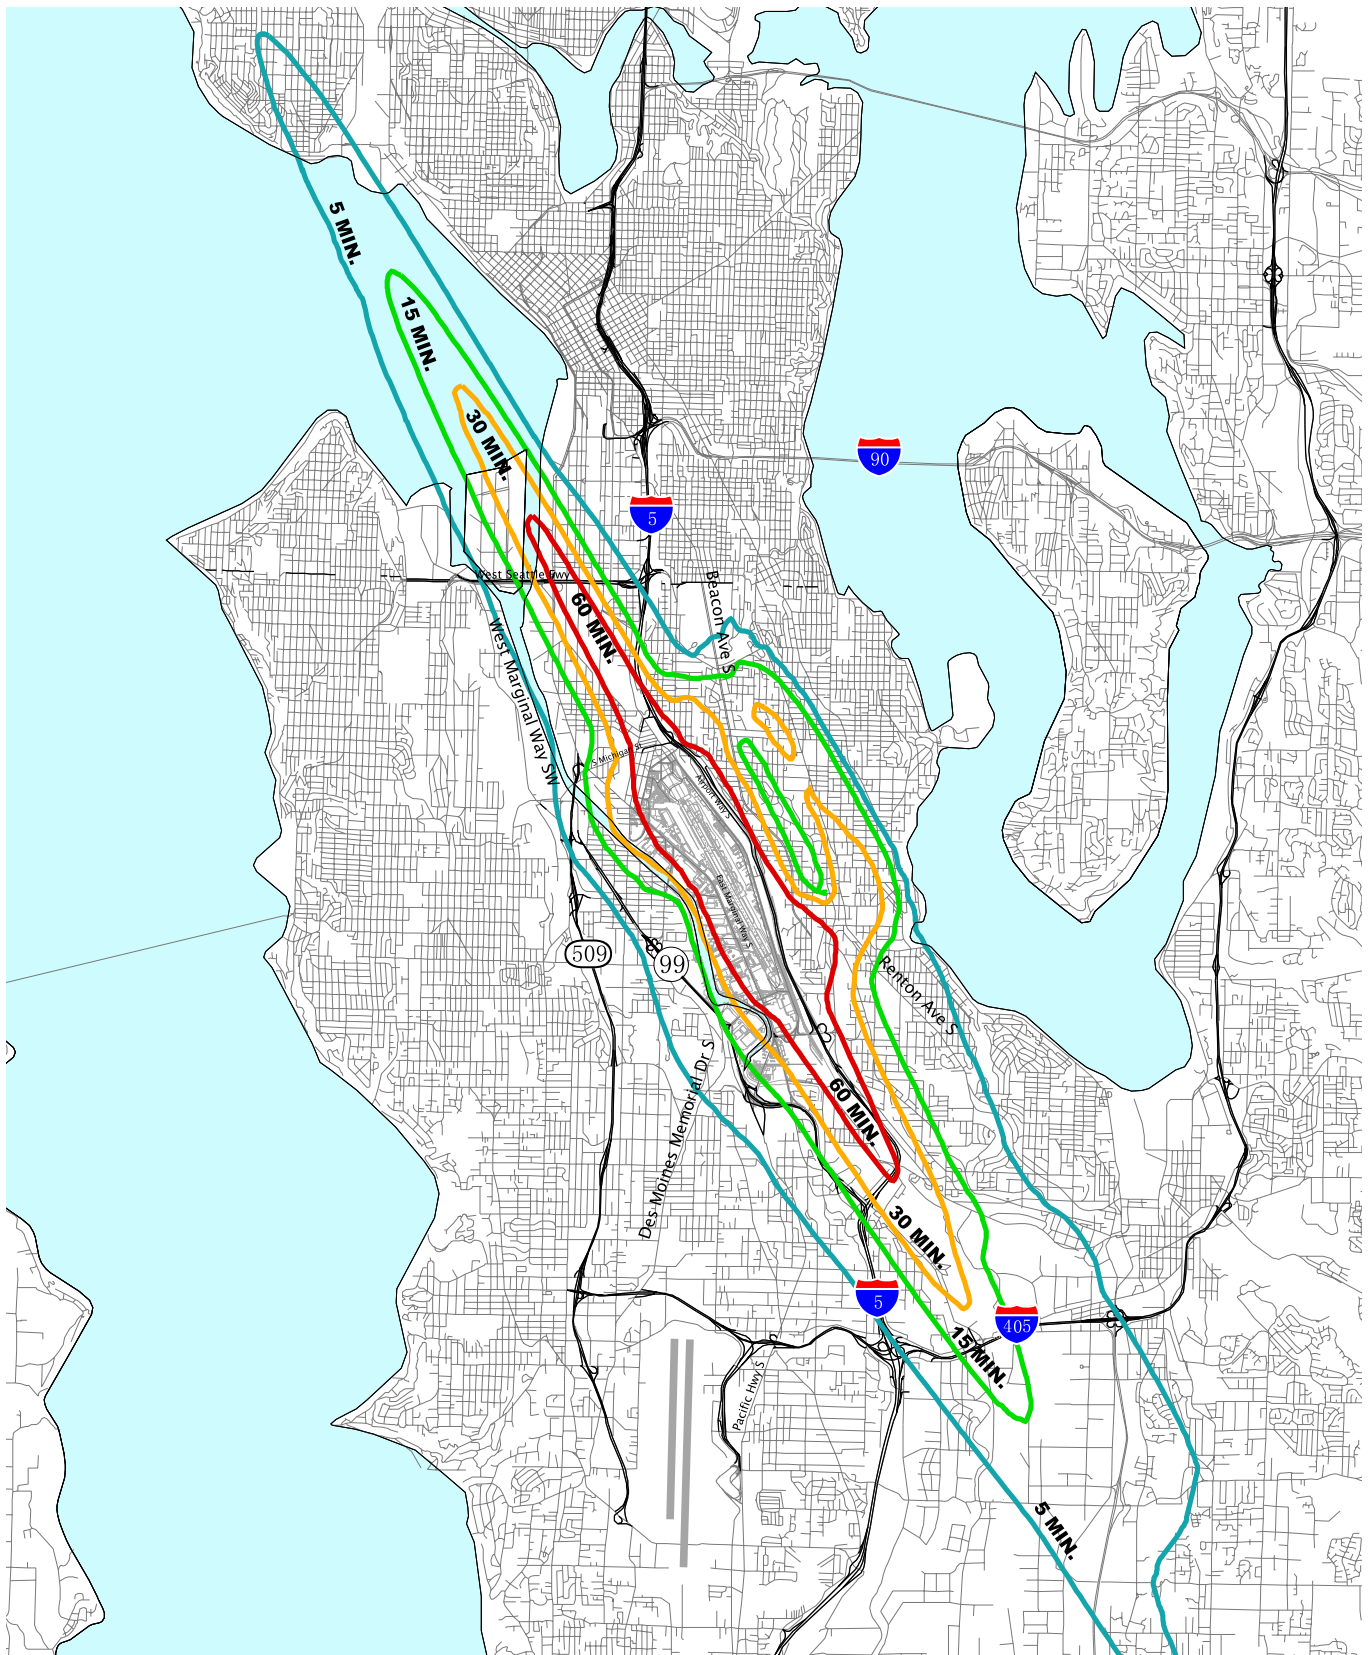 5 MIN.
15 MIN.
30 MIN.
90
5
West Seattle Fwy
Beacon Ave S
60 MIN.
West Marginal Way SW
S Michigan St
Airport Way S
East Marginal Way S
509
99
Renton Ave S
Des Moines Memorial Dr S
60 MIN.
30 MIN.
5
405
15 MIN.
Pacific Hwy S
5 MIN.